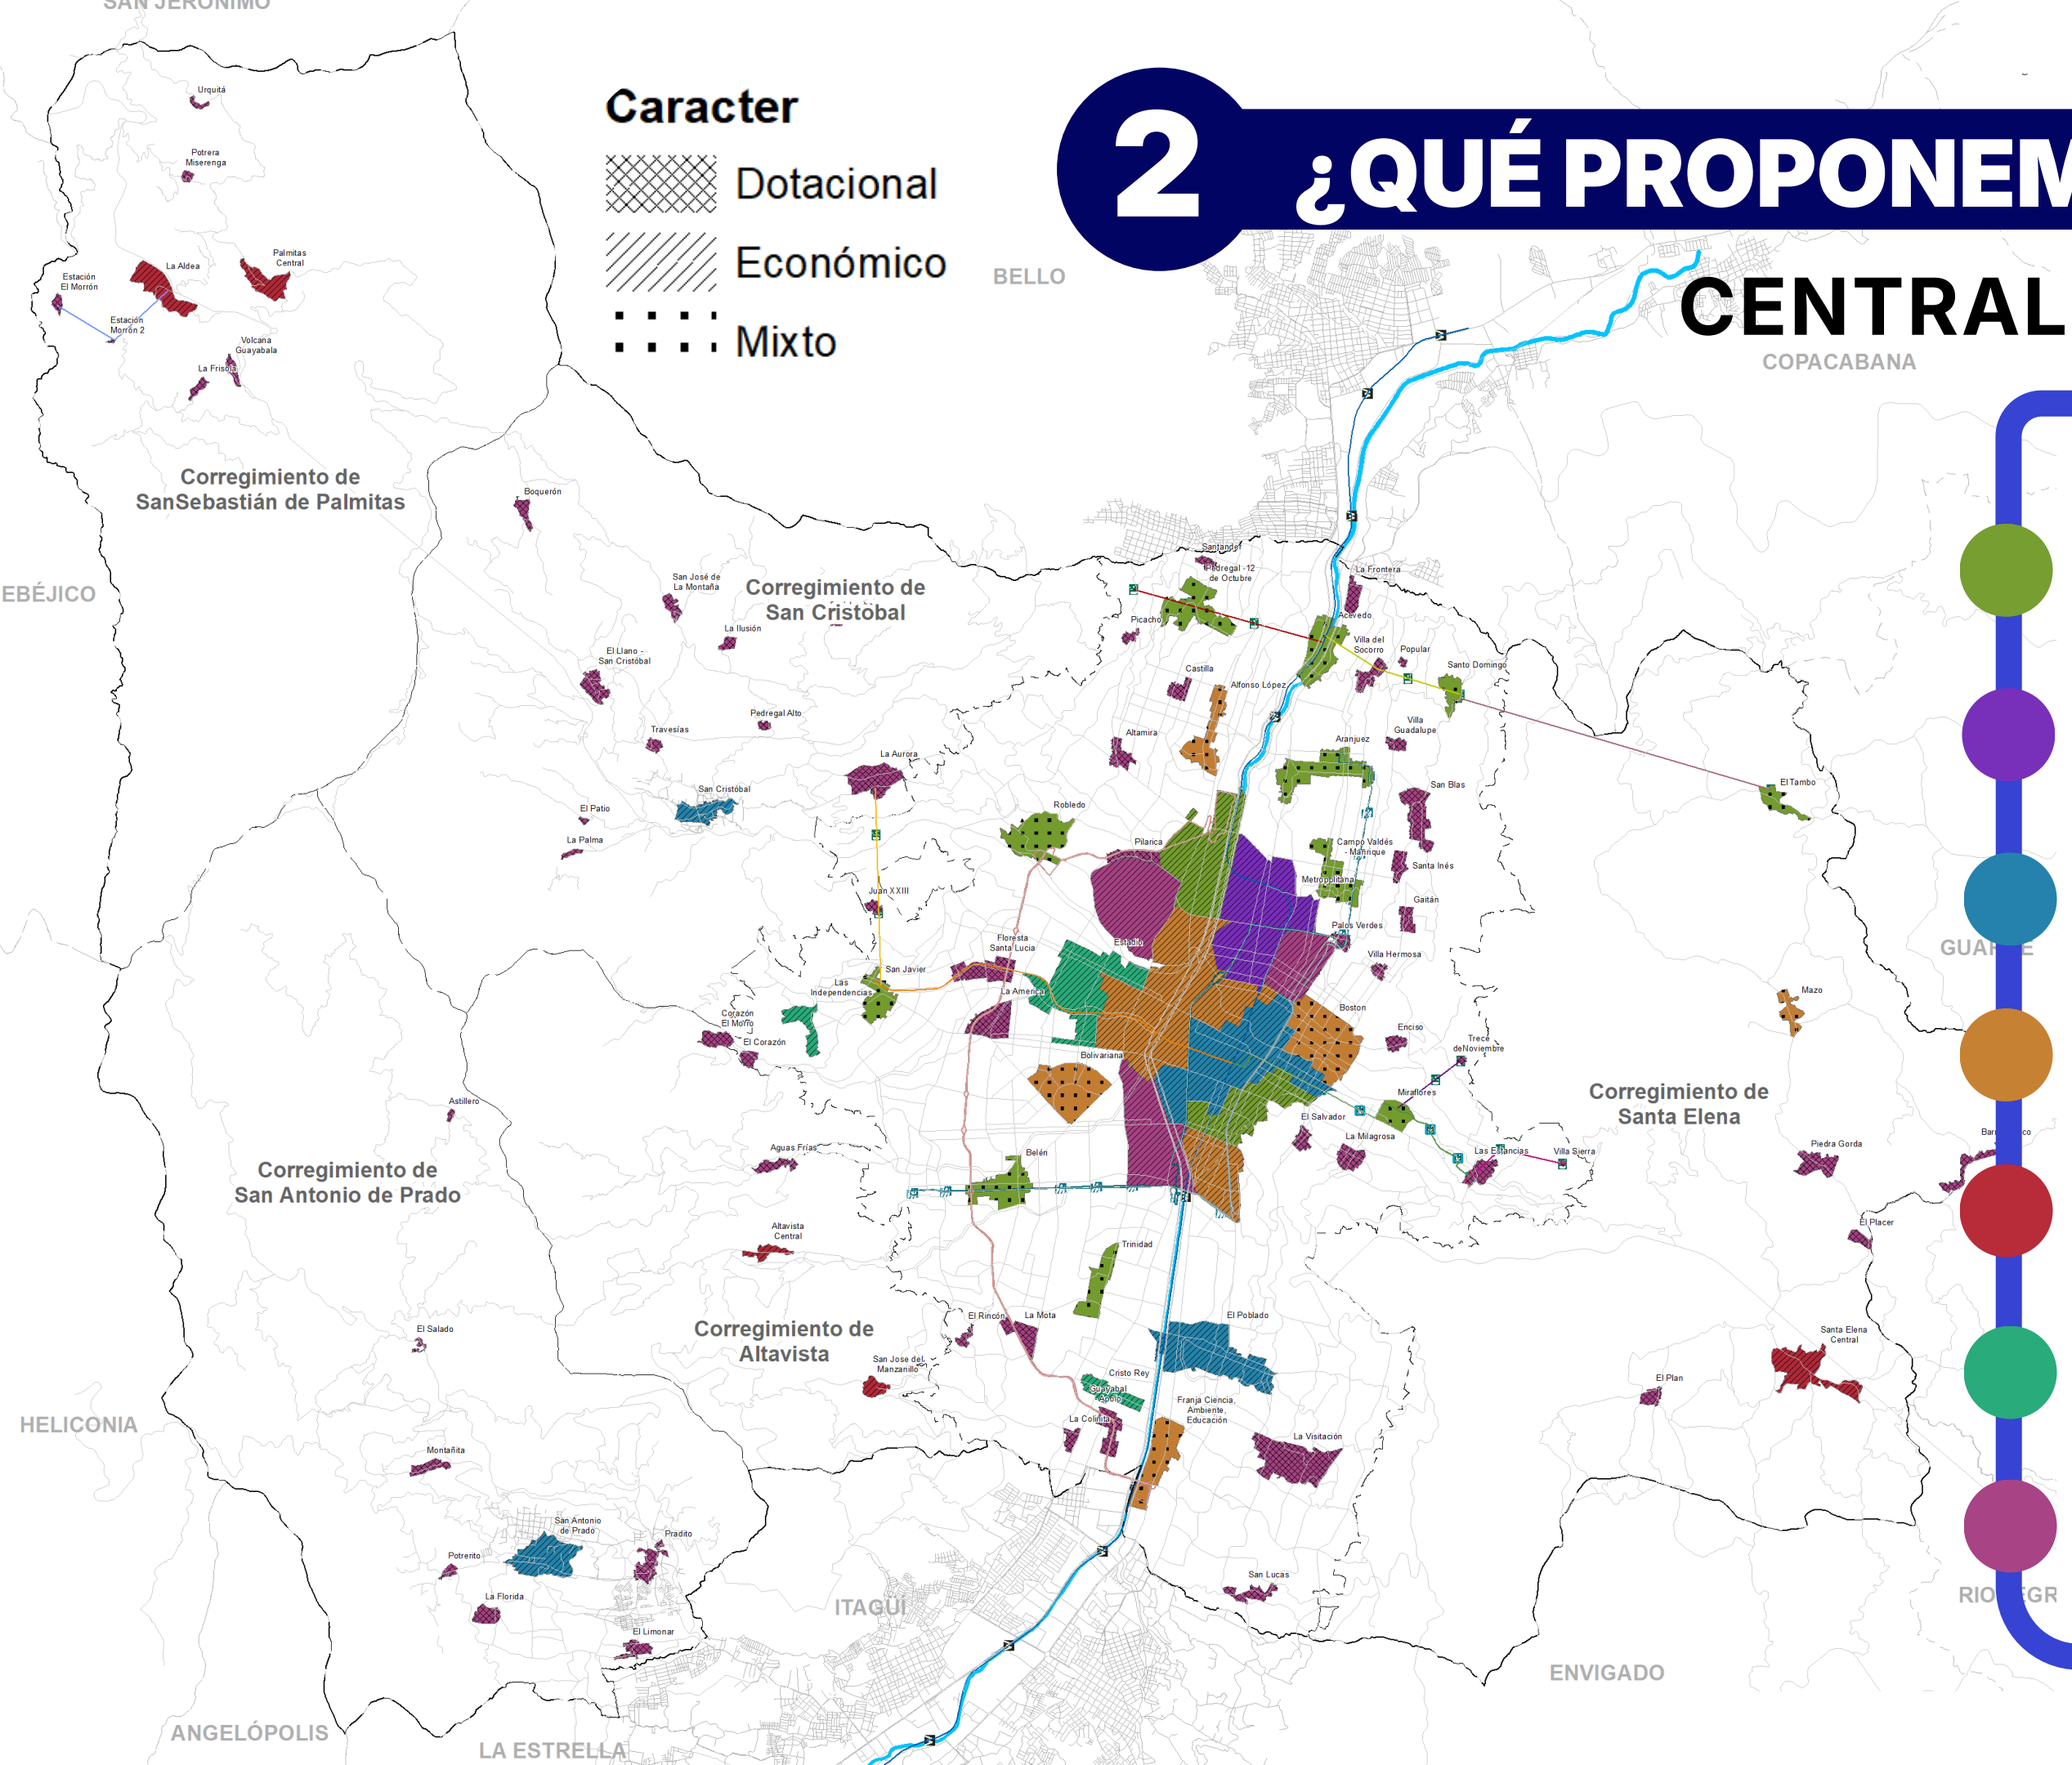 SAN JERÓNIMO
Caracter
Dotacional
Económico
Mixto
2
¿QUÉ PROPONEM
CENTRAL
BELLO
COPACABANA
Urquitá
Potrera
Miserenga
La Aldea
Palmitas
Central
Estación
El Morrón
Estación
Morrón 2
Volcana
Guayabala
La Frisola
Corregimiento de
SanSebastián de Palmitas
EBÉJICO
Boquerón
San José de
La Montaña
Corregimiento de
San Cristóbal
La Ilusión
El Llano -
San Cristóbal
Pedregal Alto
Travesías
La Aurora
San Cristóbal
El Patio
La Palma
Juan XXIII
Santander
Pedregal -12
de Octubre
La Frontera
Picacho
Acevedo
Villa del
Socorro
Popular
Santo Domingo
Castilla
Alfonso López
Altamira
Villa
Guadalupe
Aranjuez
San Blas
El Tambo
Robledo
Pilarica
Campo Valdés
- Manrique
Santa Inés
Metropolitana
Gaitán
Palos Verdes
Villa Hermosa
Floresta
Santa Lucia
Estadio
San Javier
Las
Independencias
La America
Corazón
El Morro
El Corazón
Boston
Enciso
Trece
deNoviembre
Bolivariana
Miraflores
El Salvador
La Milagrosa
Las Estancias
Villa Sierra
GUARNE
Mazo
Corregimiento de
Santa Elena
Piedra Gorda
El Placer
Astillero
Aguas Frías
Belén
Corregimiento de
San Antonio de Prado
Altavista
Central
Trinidad
El Salado
Corregimiento de
Altavista
El Rincón
La Mota
El Poblado
San Jose del
Manzanillo
Cristo Rey
Guayabal
Franja Ciencia,
Ambiente,
Educación
La Colinita
La Visitación
Santa Elena
Central
El Plan
HELICONIA
Montañita
San Antonio
de Prado
Pradito
Potrerito
La Florida
El Limonar
San Lucas
ITAGÜÍ
RIONEGR
ENVIGADO
ANGELÓPOLIS
LA ESTRELLA